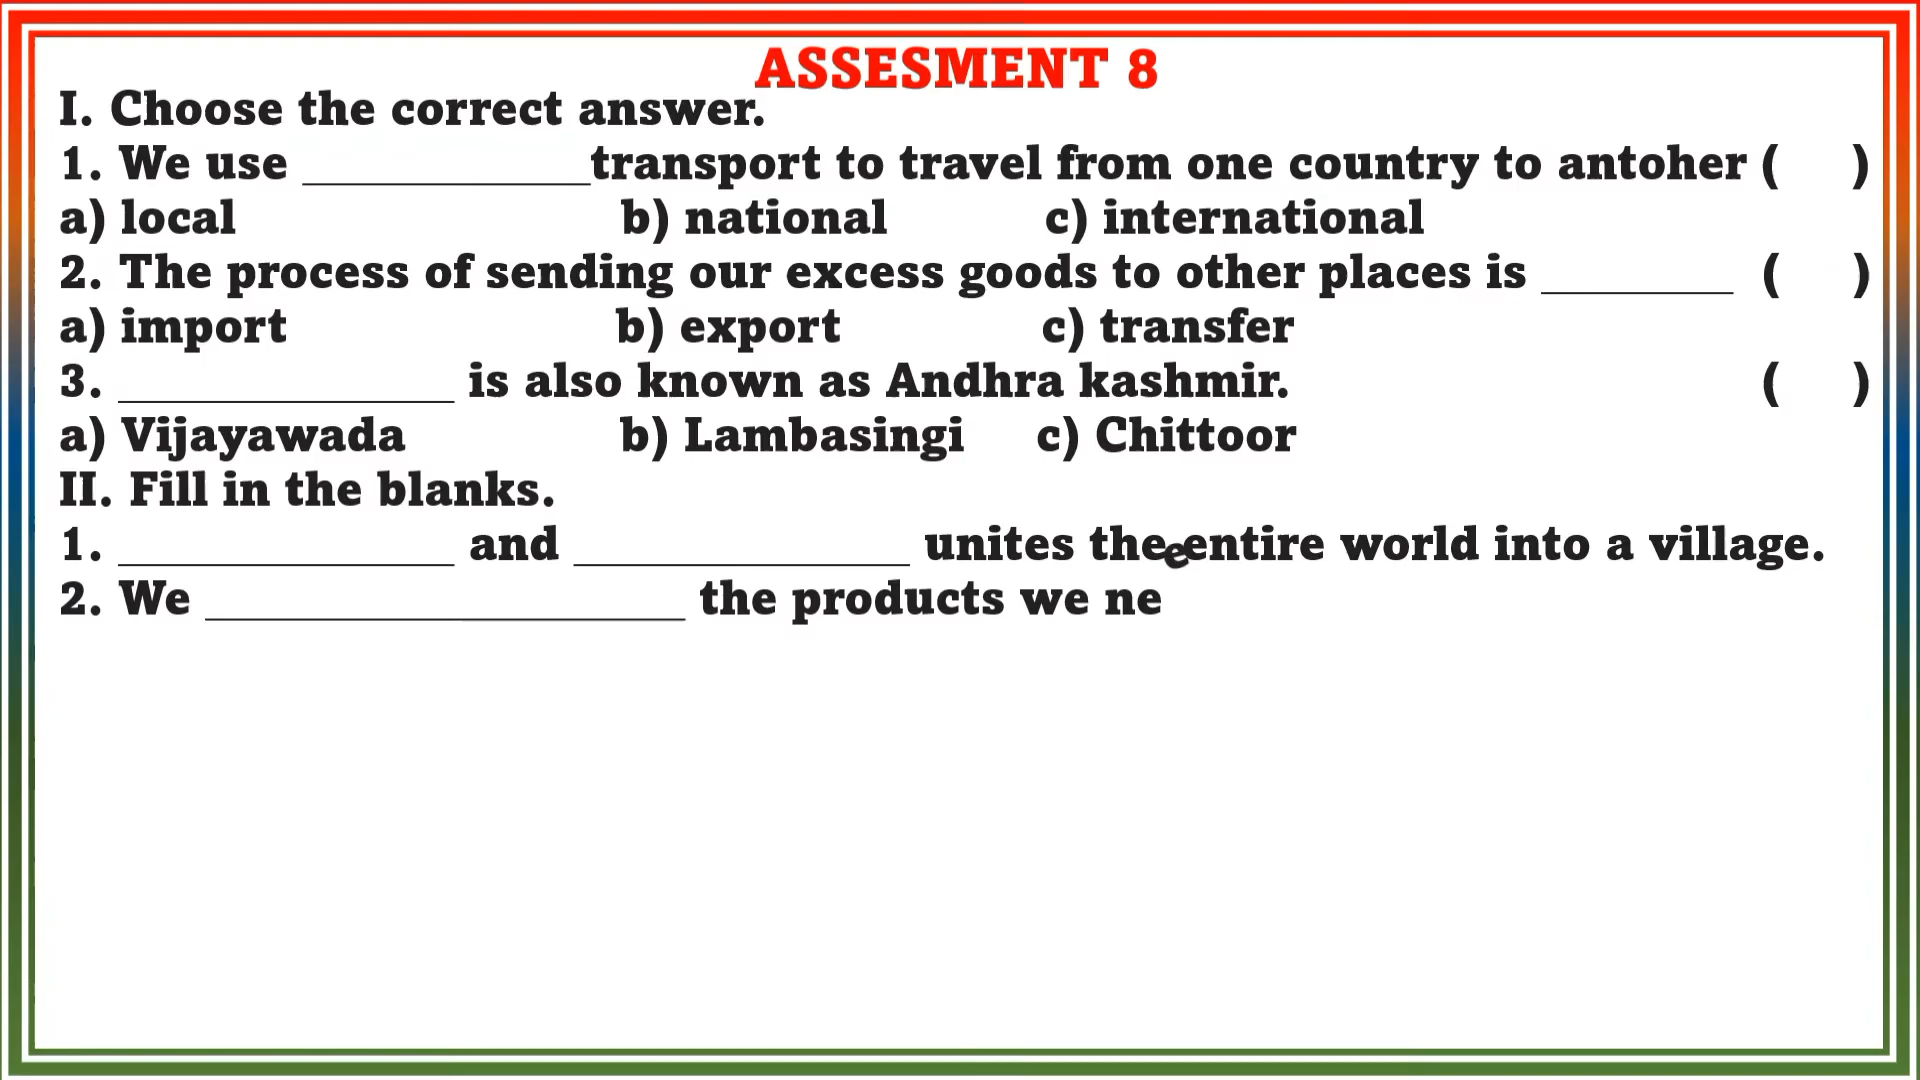 ASSESMENT 8
I. Choose the correct answer.
1. We use ____________transport to travel from one country to antoher (    )
a) local b) national c) international
2. The process of sending our excess goods to other places is ________ (    )
a) import b) export c) transfer
3. ______________ is also known as Andhra kashmir. (    )
a) Vijayawada b) Lambasingi c) Chittoor
II. Fill in the blanks.
1. ______________ and ______________ unites the entire world into a village.
2. We ____________________ the products we ne e